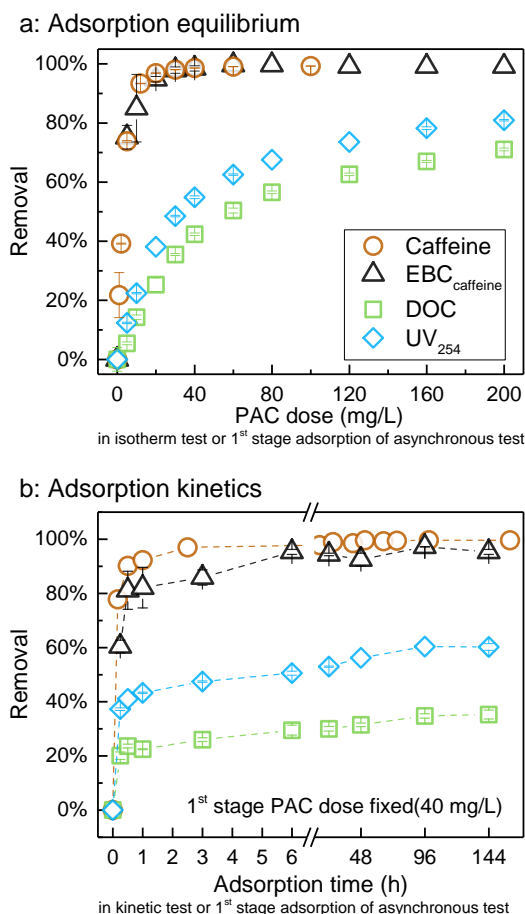 a: Adsorption equilibrium
100%
80%
60%
40%
20%
0%
Removal
Caffeine
EBCcaffeine
DOC
UV254
0 40 80 120 160 200
PAC dose (mg/L)
in isotherm test or 1st stage adsorption of asynchronous test
b: Adsorption kinetics
100%
80%
60%
40%
20%
0%
Removal
1st stage PAC dose fixed(40 mg/L)
0 1 2 3 4 5 6 48 96 144
Adsorption time (h)
in kinetic test or 1st stage adsorption of asynchronous test